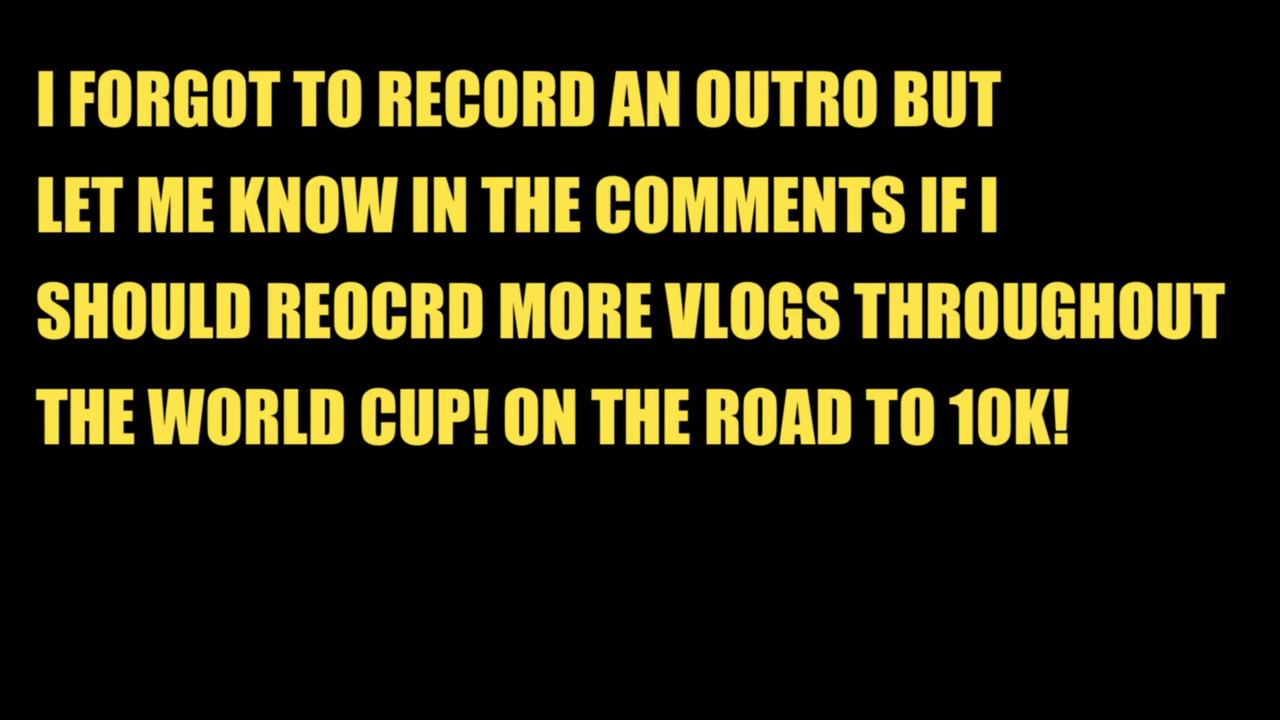 I FORGOT TO RECORD AN OUTRO BUT
LET ME KNOW IN THE COMMENTS IF I
SHOULD REOCRD MORE VLOGS THROUGHOUT
THE WORLD CUP! ON THE ROAD TO 10K!